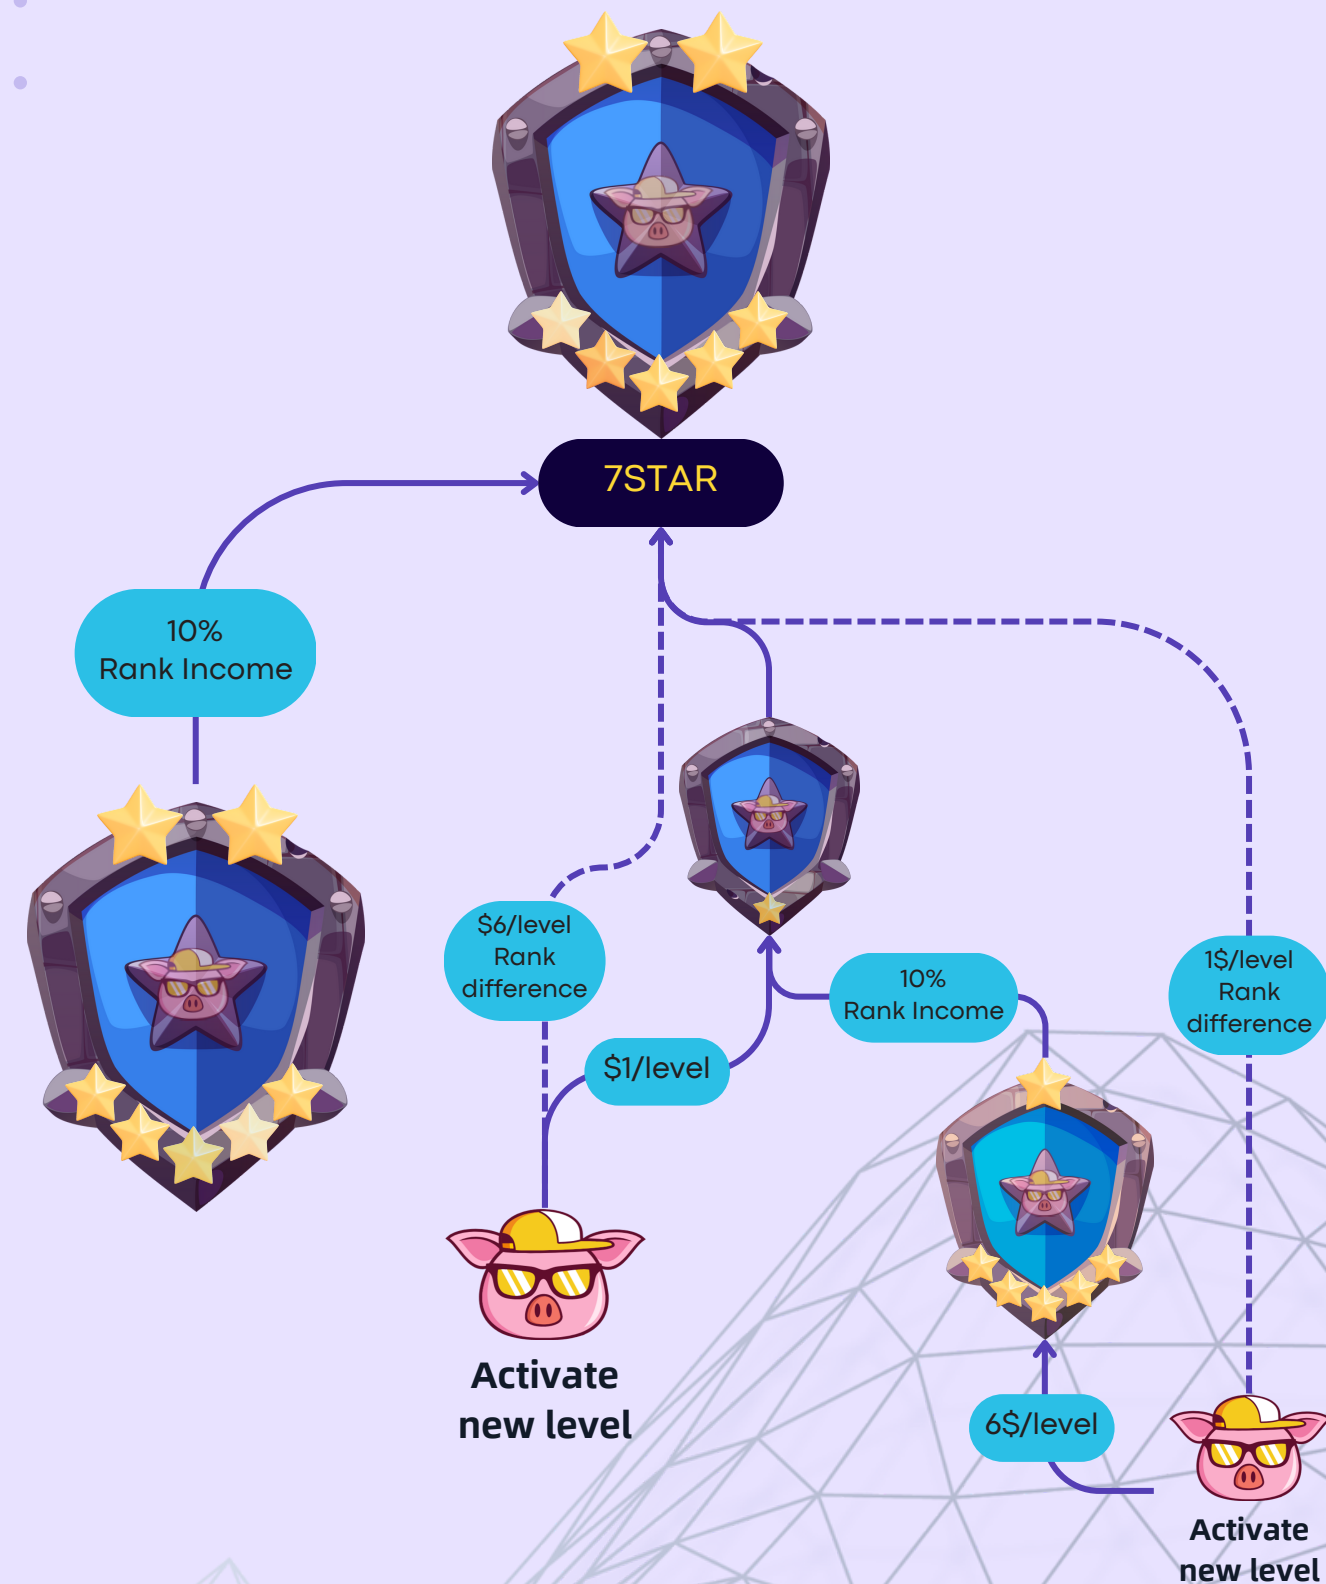 7STAR
10%
Rank Income
$6/level
Rank
difference
$1/level
10%
Rank Income
1$/level
Rank
difference
Activate
new level
6$/level
Activate
new level